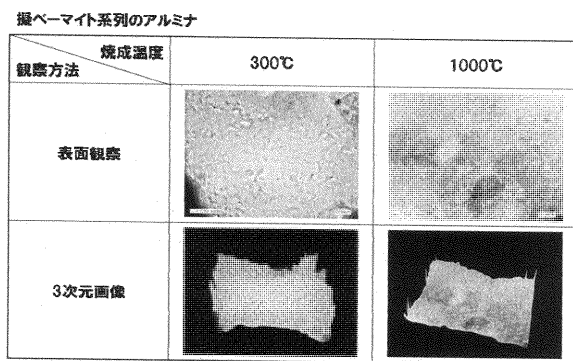 擬ベーマイト系列のアルミナ
焼成温度
観察方法
300℃
1000℃
表面観察
3次元画像